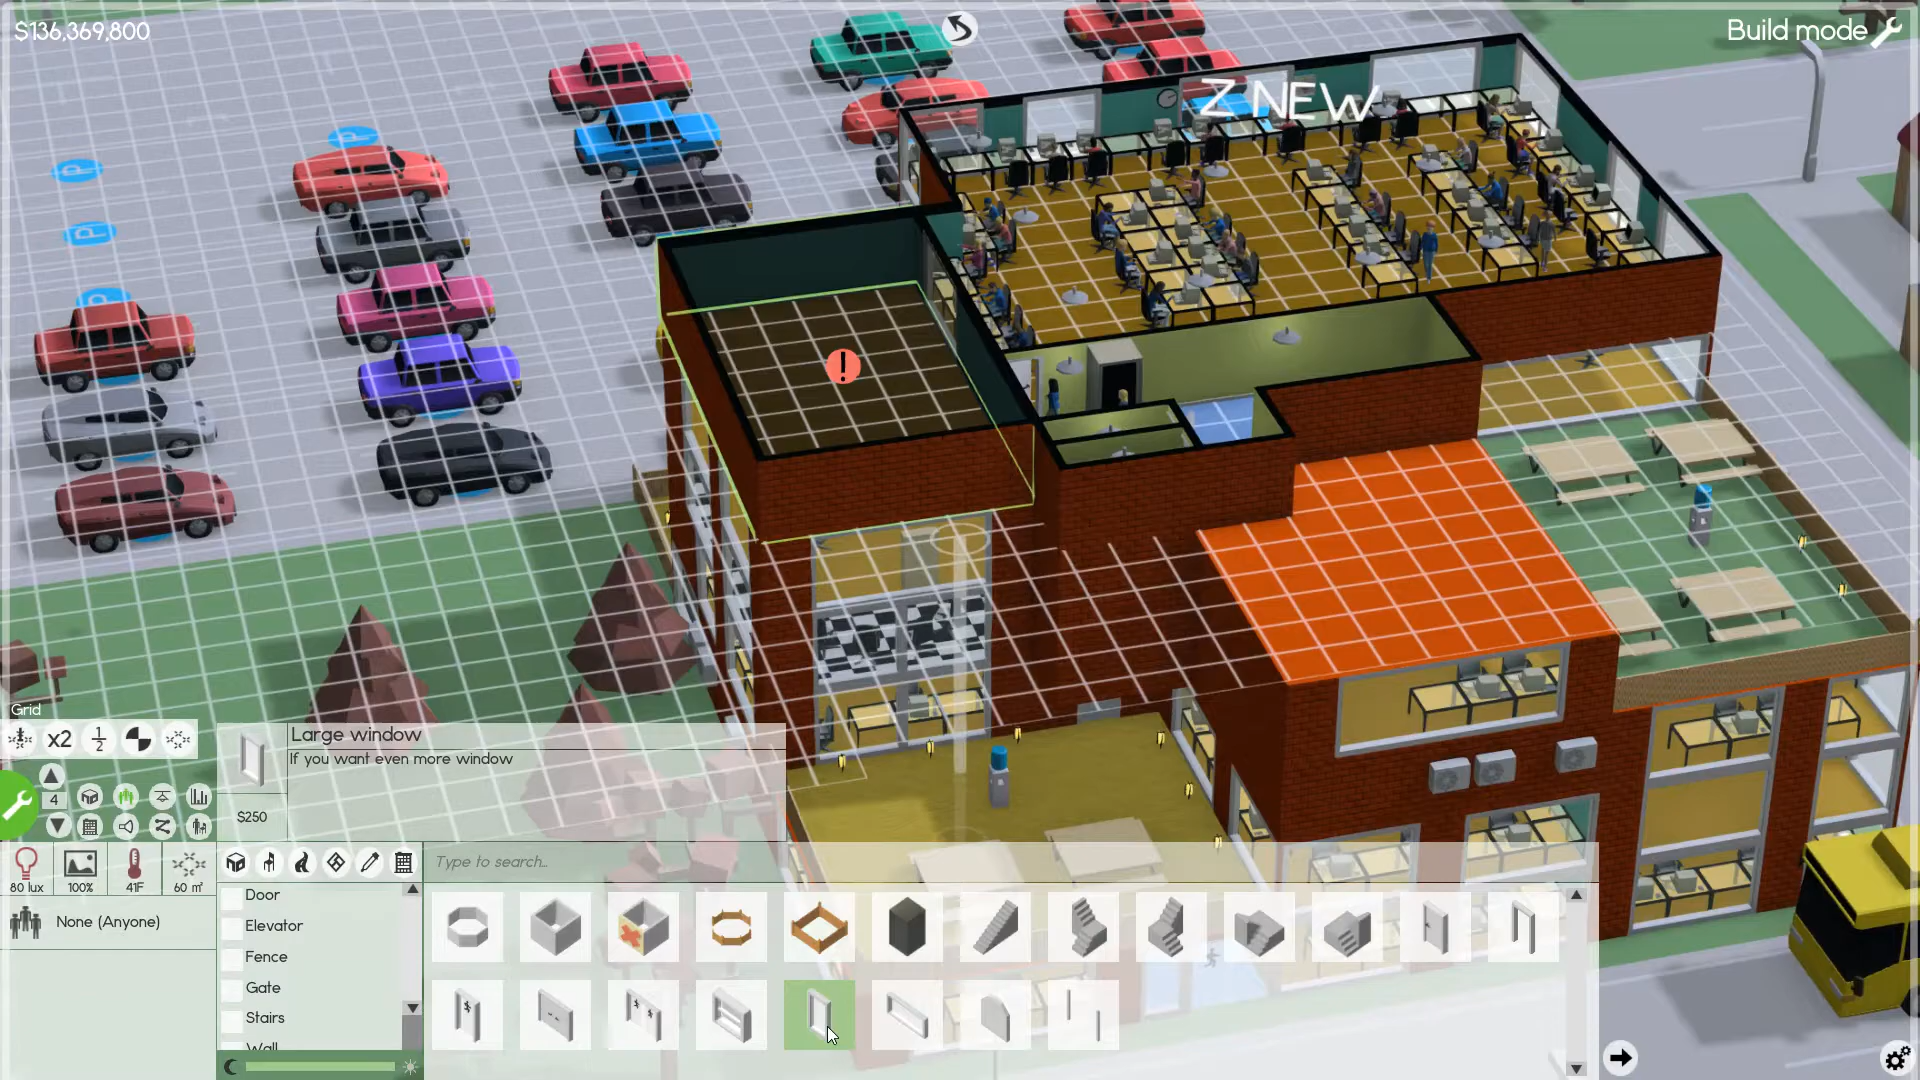 $136,369,800
Build mode
Z NEW
P
P
P
P
!
Grid
x2
1/2
Large window
If you want even more window
$250
4
80 lux
100%
41F
60 m²
None (Anyone)
Type to search...
Door
Elevator
Fence
Gate
Stairs
Wall